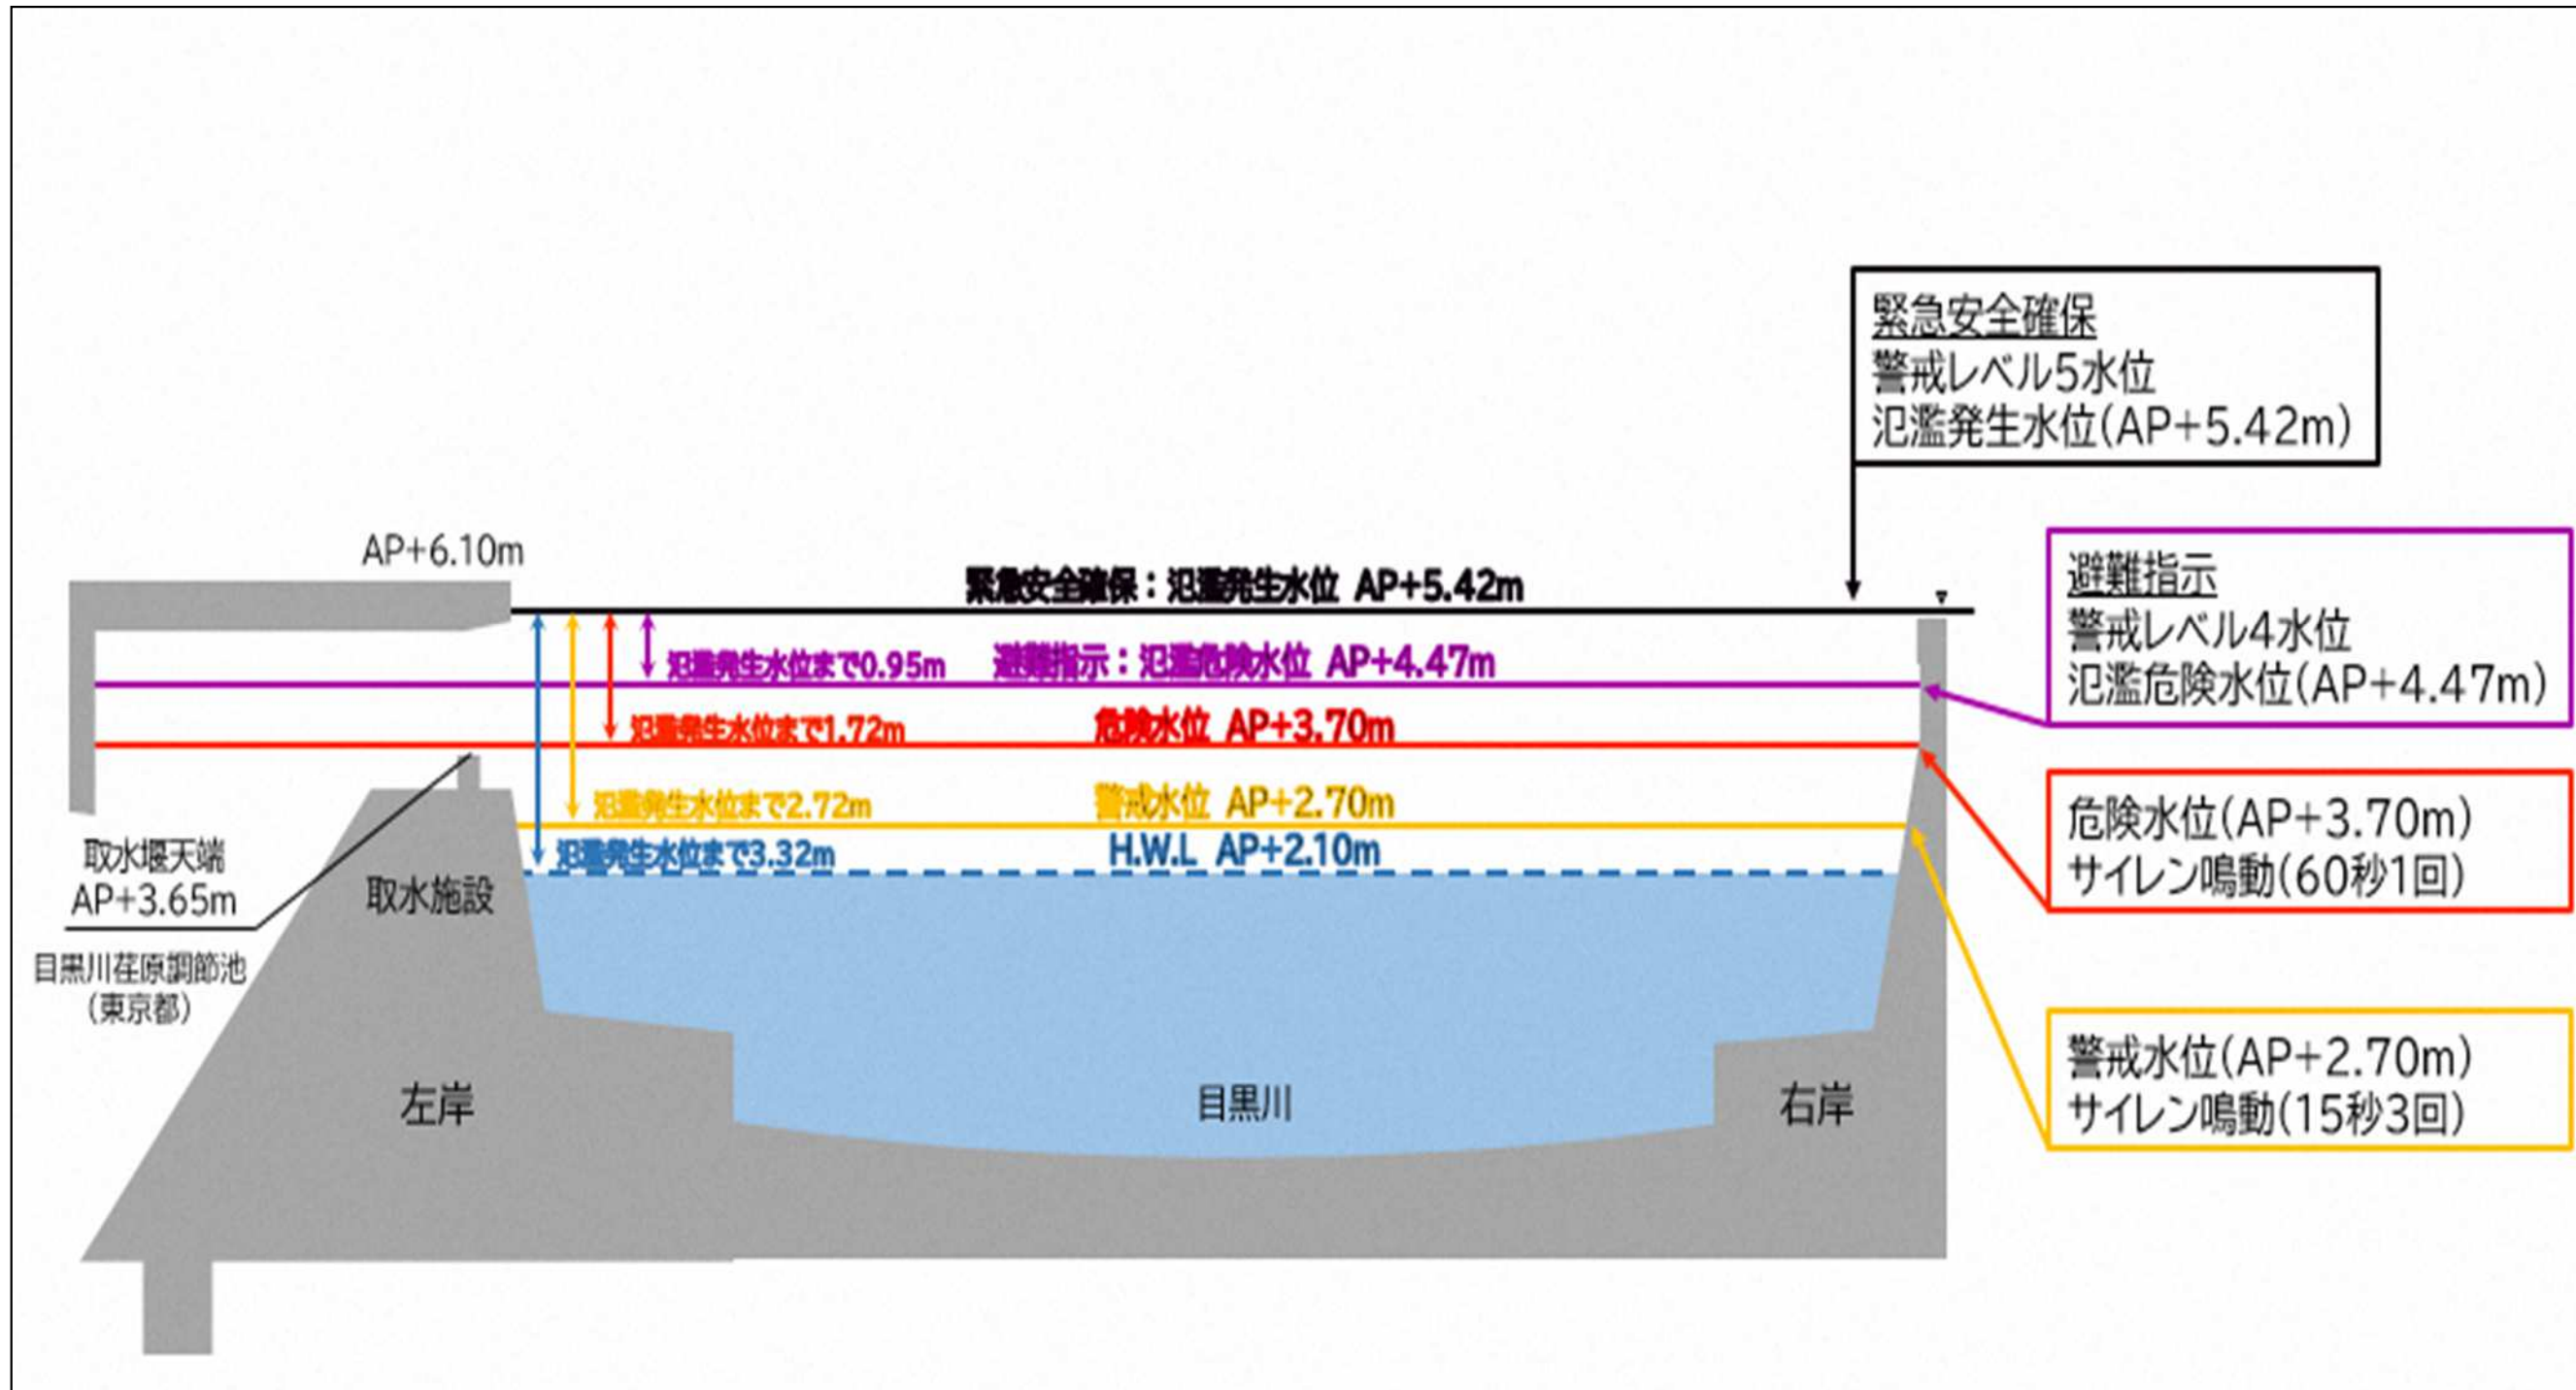 緊急安全確保
警戒レベル5水位
氾濫発生水位(AP+5.42m)
AP+6.10m
緊急安全確保：氾濫発生水位 AP+5.42m
避難指示
警戒レベル4水位
氾濫危険水位(AP+4.47m)
氾濫発生水位まで0.95m
避難指示：氾濫危険水位 AP+4.47m
氾濫発生水位まで1.72m
危険水位 AP+3.70m
危険水位(AP+3.70m)
サイレン鳴動(60秒1回)
氾濫発生水位まで2.72m
警戒水位 AP+2.70m
氾濫発生水位まで3.32m
H.W.L AP+2.10m
取水堰天端
AP+3.65m
取水施設
目黒川荏原調節池
（東京都）
警戒水位(AP+2.70m)
サイレン鳴動(15秒3回)
左岸
目黒川
右岸